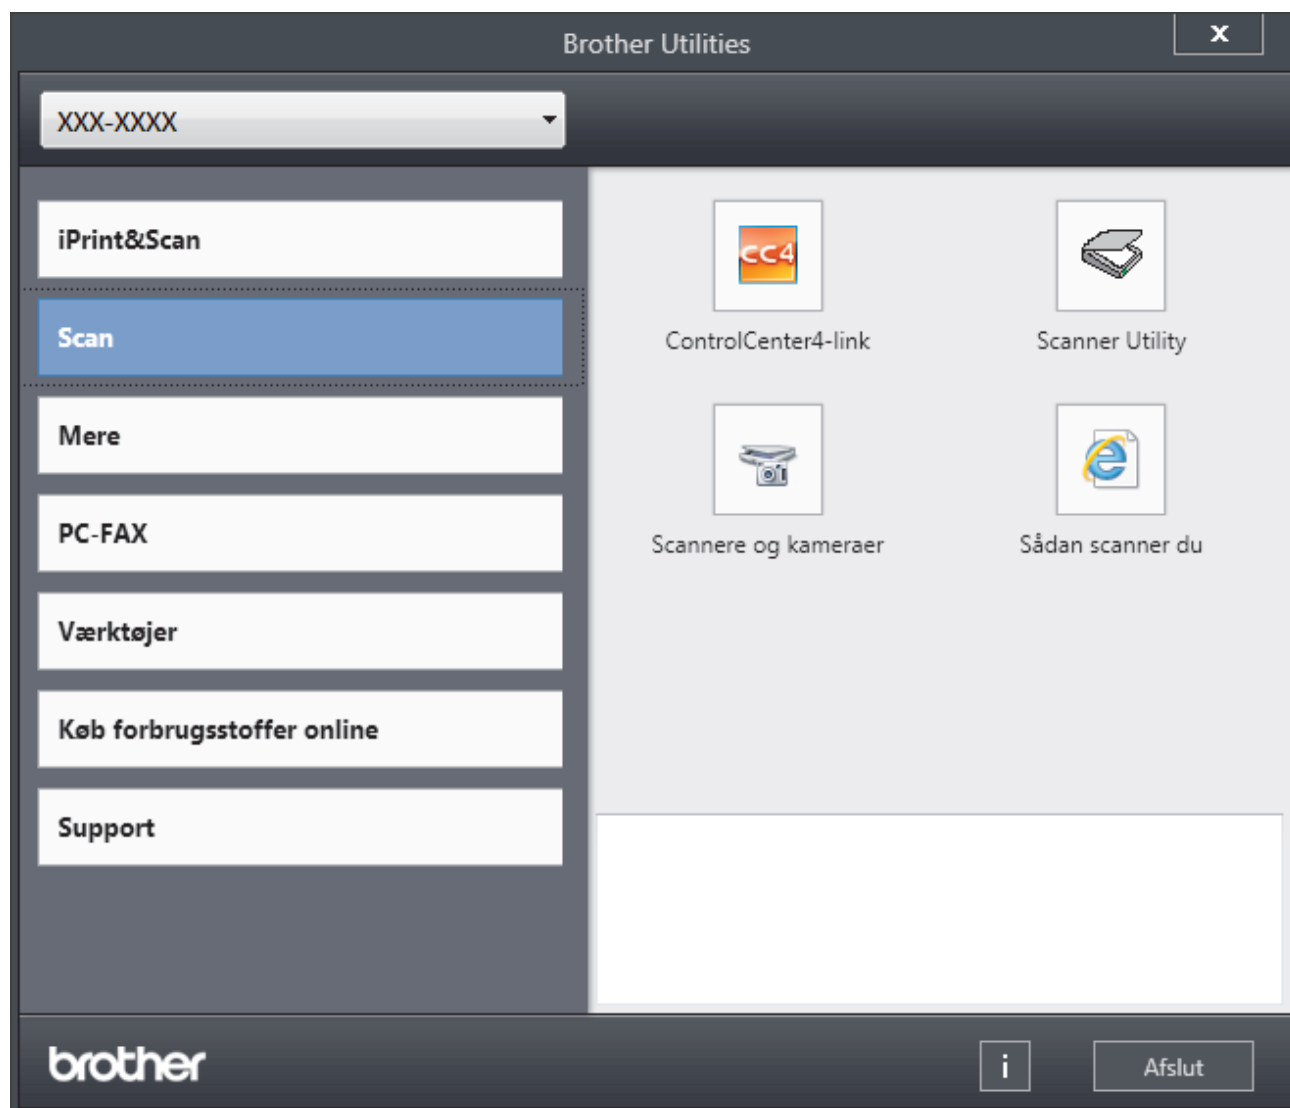 Brother Utilities
x
XXX-XXXX
iPrint&Scan
Scan
Mere
PC-FAX
Værktøjer
Køb forbrugsstoffer online
Support
CC4
ControlCenter4-link
Scanner Utility
Scannere og kameraer
Sådan scanner du
brother
i
Afslut